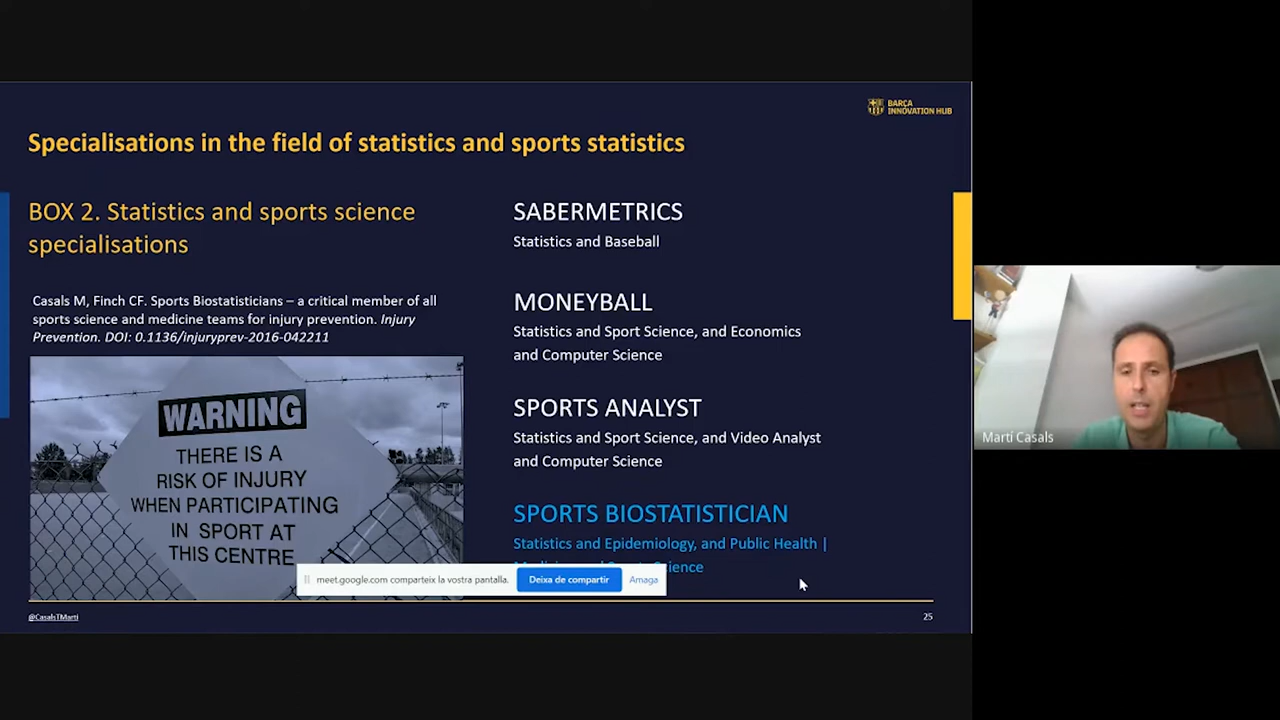 BARÇA
INNOVATION HUB
Specialisations in the field of statistics and sports statistics
BOX 2. Statistics and sports science
specialisations
Casals M, Finch CF. Sports Biostatisticians – a critical member of all
sports science and medicine teams for injury prevention. Injury
Prevention. DOI: 0.1136/injuryprev-2016-042211
WARNING
THERE IS A
RISK OF INJURY
WHEN PARTICIPATING
IN SPORT AT
THIS CENTRE
SABERMETRICS
Statistics and Baseball
MONEYBALL
Statistics and Sport Science, and Economics
and Computer Science
SPORTS ANALYST
Statistics and Sport Science, and Video Analyst
and Computer Science
SPORTS BIOSTATISTICIAN
Statistics and Epidemiology, and Public Health |
meet.google.com comparteix la vostra pantalla.
Deixa de compartir
Amaga
@CasalsTMarti
25
Martí Casals